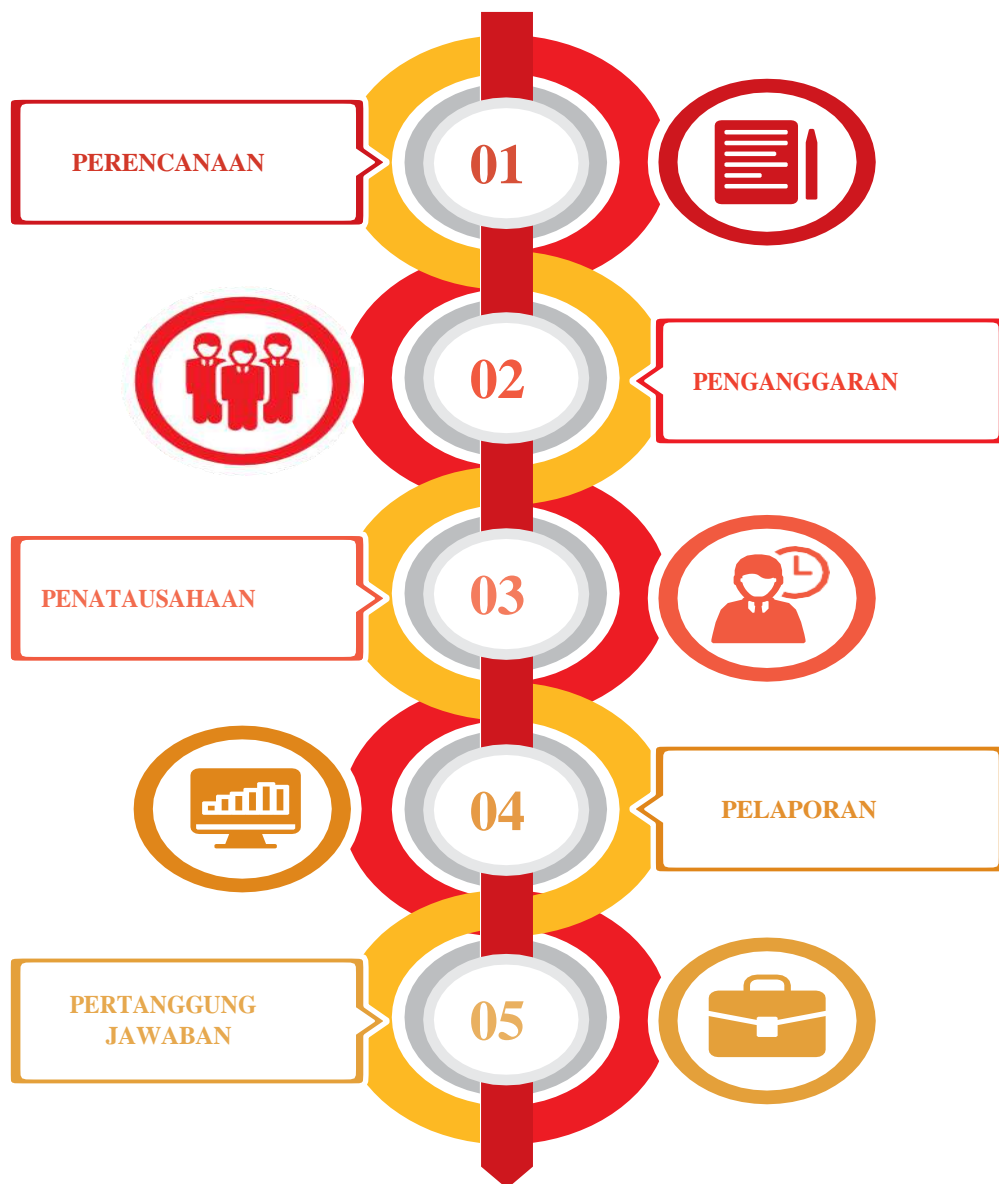 PERENCANAAN
01
02
PENGANGGARAN
PENATAUSAHAAN
03
04
PELAPORAN
PERTANGGUNG
JAWABAN
05